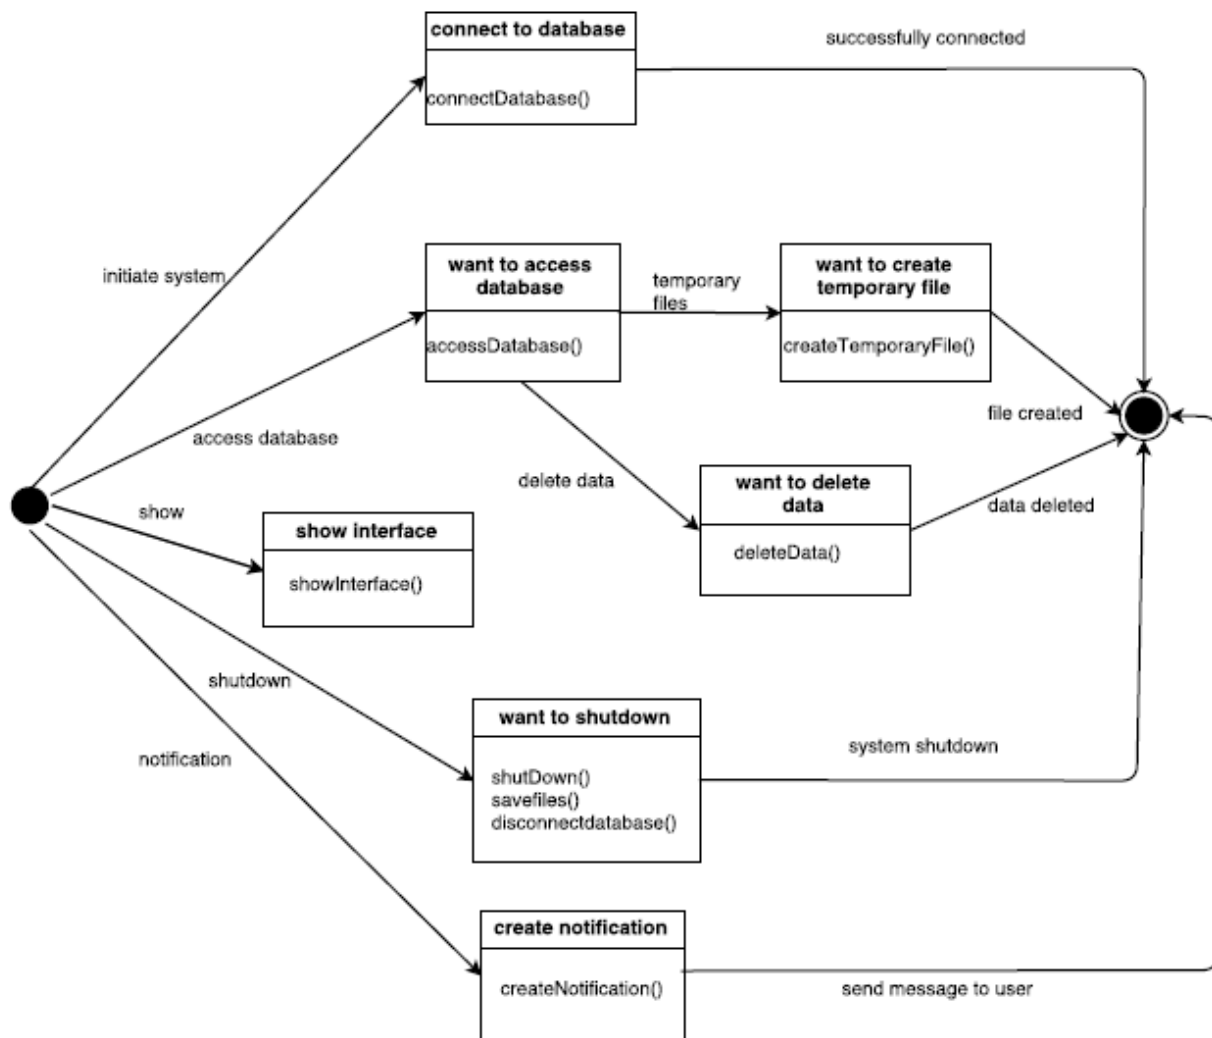 connect to database
successfully connected
connectDatabase()
initiate system
want to access
database
temporary
files
want to create
temporary file
accessDatabase()
createTemporaryFile()
file created
access database
delete data
want to delete
data
data deleted
show
show interface
deleteData()
showInterface()
shutdown
want to shutdown
system shutdown
notification
shutDown()
savefiles()
disconnectdatabase()
create notification
createNotification()
send message to user